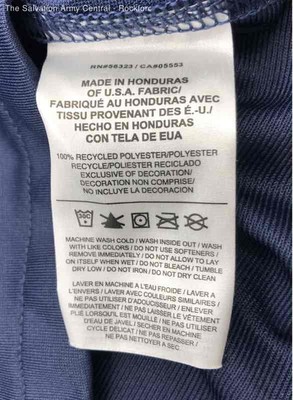 The Salvation Army Central - Rockford
RN#56323 / CA#05553
MADE IN HONDURAS
OF U.S.A. FABRIC/
FABRIQUÉ AU HONDURAS AVEC
TISSU PROVENANT DES É.-U./
HECHO EN HONDURAS
CON TELA DE EUA
100% RECYCLED POLYESTER/POLYESTER
RECYCLE/POLIESTER RECICLADO
EXCLUSIVE OF DECORATION/
DECORATION NON COMPRISE/
NO INCLUYE LA DECORACION
MACHINE WASH COLD / WASH INSIDE OUT / WASH
WITH LIKE COLORS / DO NOT USE SOFTENERS /
REMOVE IMMEDIATELY / DO NOT ALLOW TO LAY
ON ITSELF WHEN WET / DO NOT BLEACH / TUMBLE
DRY LOW / DO NOT IRON / DO NOT DRY CLEAN
LAVER EN MACHINE A L'EAU FROIDE / LAVER A
L'ENVERS / LAVER AVEC COULEURS SIMILAIRES /
NE PAS UTILISER D'ADOUCISSEUR / ENLEVER
IMMEDIATEMENT / NE PAS LAISSER LE VÊTEMENT
PLIÉ LORSQU'IL EST MOUILLÉ / NE PAS UTILISER
D'EAU DE JAVEL / SECHER EN MACHINE
CYCLE DELICAT / NE PAS REPASSER /
NE PAS NETTOYER A SEC